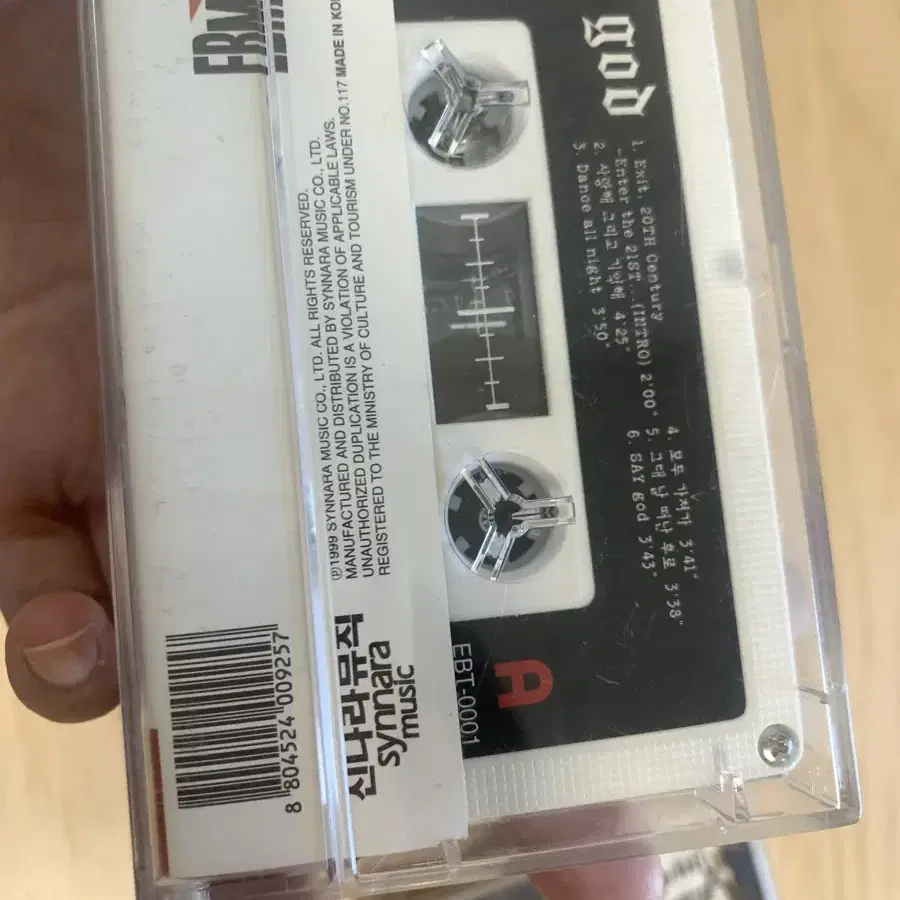 god
1. Exit, 20TH Century
-Enter the 21ST...(INTRO) 2'00"
2. 사랑해 그리고 기억해 4'25"
3. Dance all night 3'50"
4. 모두 가져가 3'41"
5. 그대 날 떠난 후로 3'38"
6. SAY god 3'43"
A
EBT-0001
℗1999 SYNNARA MUSIC CO., LTD. ALL RIGHTS RESERVED.
MANUFACTURED AND DISTRIBUTED BY SYNNARA MUSIC CO., LTD.
UNAUTHORIZED DUPLICATION IS A VIOLATION OF APPLICABLE LAWS.
REGISTERED TO THE MINISTRY OF CULTURE AND TOURISM UNDER NO.117 MADE IN KO
신나라뮤직
synnara
music
8 804524 009257